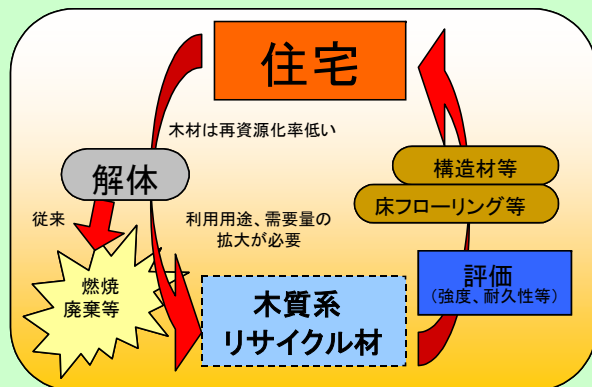 住宅
木材は再資源化率低い
解体
構造材等
床フローリング等
従来
利用用途、需要量の
拡大が必要
燃焼
廃棄等
木質系
リサイクル材
評価
（強度、耐久性等）